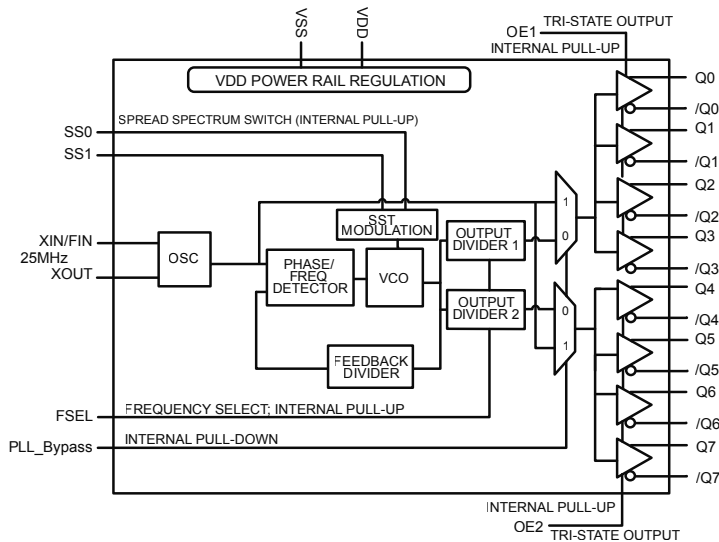 VSS
VDD
OE1
TRI-STATE OUTPUT
INTERNAL PULL-UP
VDD POWER RAIL REGULATION
Q0
/Q0
SS0
SPREAD SPECTRUM SWITCH (INTERNAL PULL-UP)
Q1
SS1
/Q1
Q2
1
SST
MODULATION
/Q2
XIN/FIN
25MHz
XOUT
OSC
PHASE/
FREQ
DETECTOR
VCO
OUTPUT
DIVIDER 1
0
Q3
/Q3
OUTPUT
DIVIDER 2
0
Q4
/Q4
1
FEEDBACK
DIVIDER
Q5
/Q5
Q6
FSEL
FREQUENCY SELECT; INTERNAL PULL-UP
/Q6
PLL_Bypass
INTERNAL PULL-DOWN
Q7
/Q7
INTERNAL PULL-UP
OE2
TRI-STATE OUTPUT